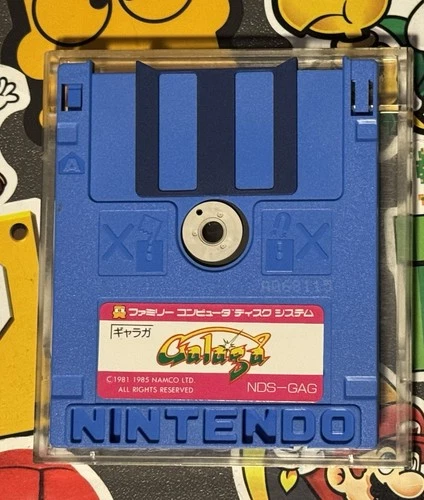 A
A068115
ファミリー コンピュータ ディスク システム
ギャラガ
Galaga
©1981 1985 NAMCO LTD.
ALL RIGHTS RESERVED
NDS-GAG
NINTENDO